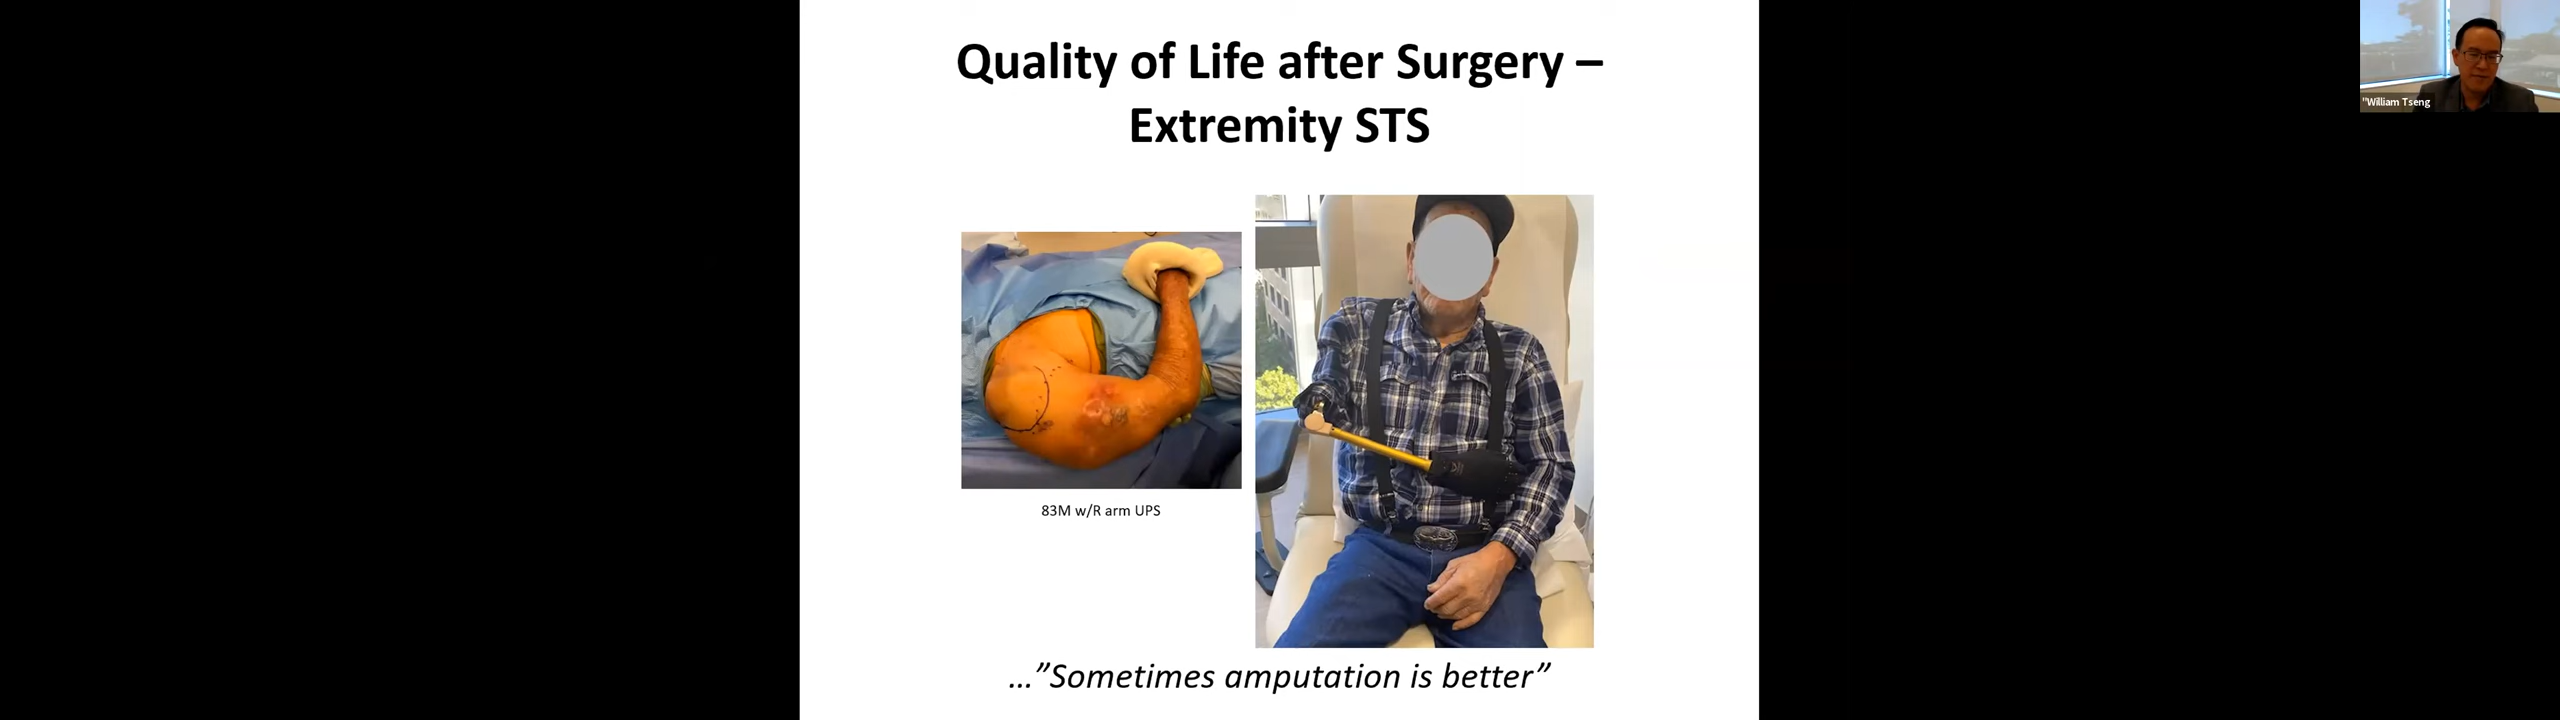 Quality of Life after Surgery –
Extremity STS
"William Tseng
83M w/R arm UPS
…”Sometimes amputation is better”